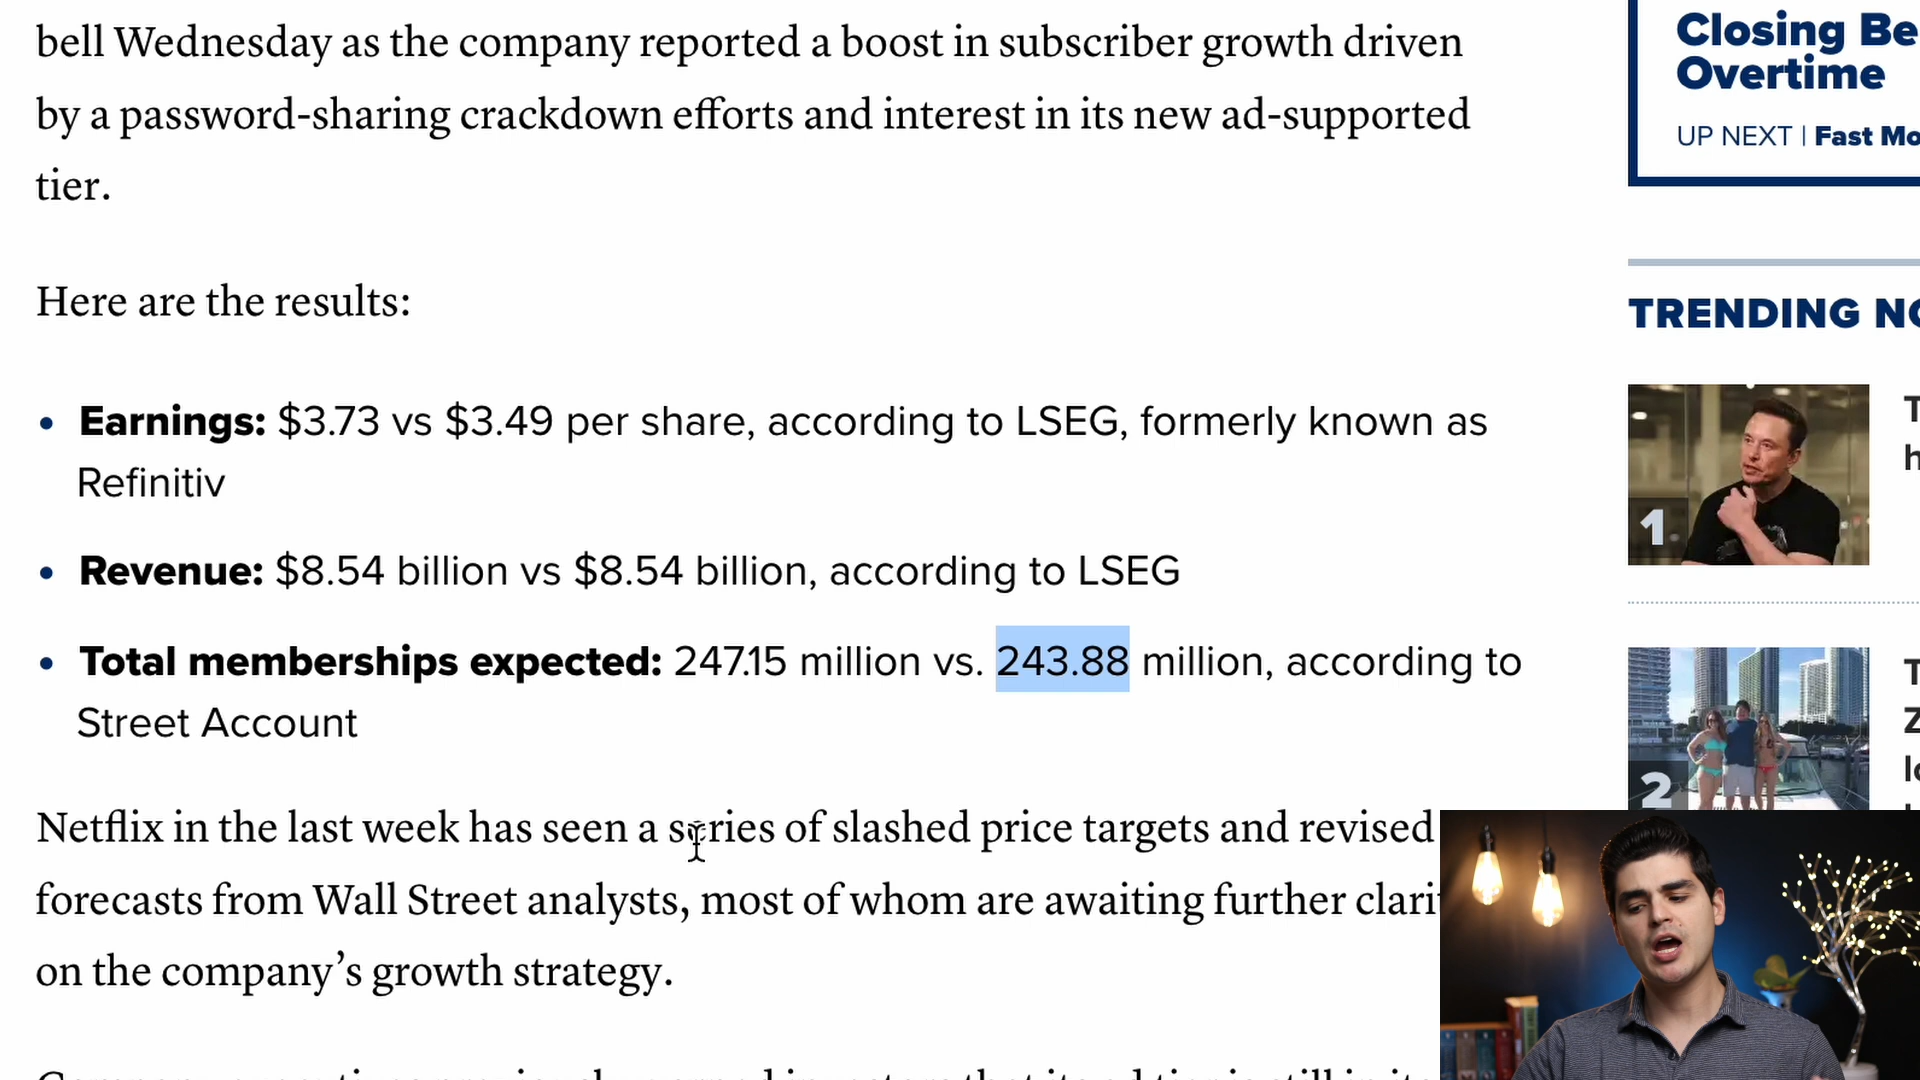 bell Wednesday as the company reported a boost in subscriber growth driven
by a password-sharing crackdown efforts and interest in its new ad-supported
tier.
Here are the results:
• Earnings: $3.73 vs $3.49 per share, according to LSEG, formerly known as
Refinitiv
• Revenue: $8.54 billion vs $8.54 billion, according to LSEG
• Total memberships expected: 247.15 million vs. 243.88 million, according to
Street Account
Netflix in the last week has seen a series of slashed price targets and revised
forecasts from Wall Street analysts, most of whom are awaiting further
on the company’s growth strategy.
Closing
Overtime
UP NEXT | Fast
TRENDING
1
2